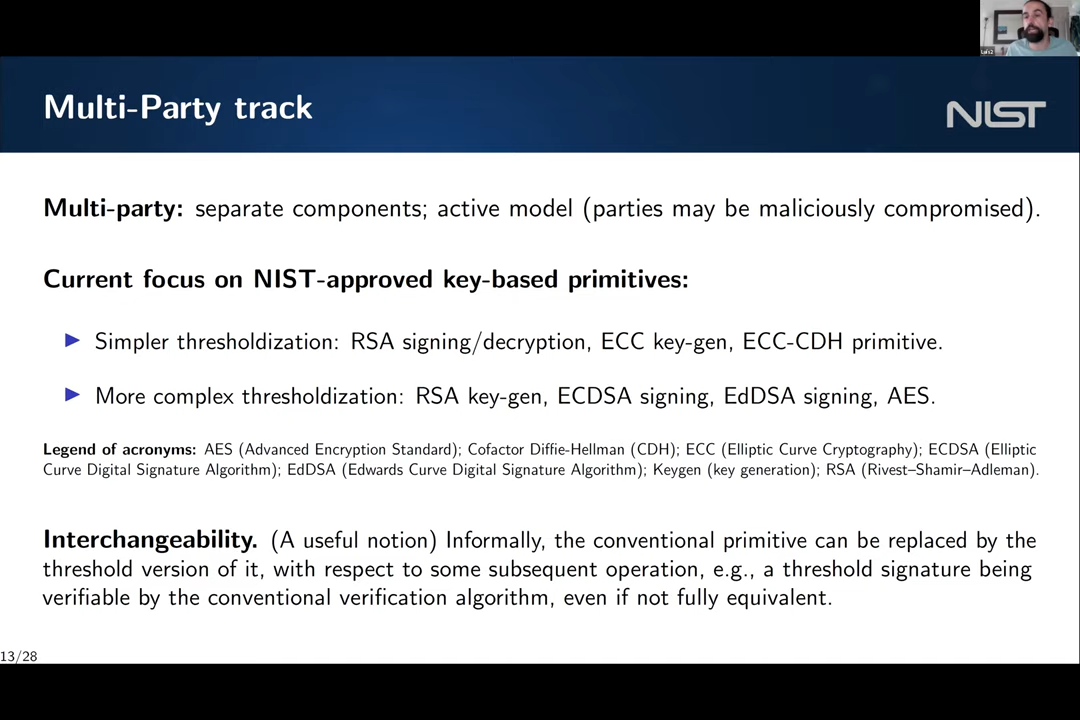 Multi-Party track
NIST
Multi-party: separate components; active model (parties may be maliciously compromised).
Current focus on NIST-approved key-based primitives:
▶ Simpler thresholdization: RSA signing/decryption, ECC key-gen, ECC-CDH primitive.
▶ More complex thresholdization: RSA key-gen, ECDSA signing, EdDSA signing, AES.
Legend of acronyms: AES (Advanced Encryption Standard); Cofactor Diffie-Hellman (CDH); ECC (Elliptic Curve Cryptography); ECDSA (Elliptic
Curve Digital Signature Algorithm); EdDSA (Edwards Curve Digital Signature Algorithm); Keygen (key generation); RSA (Rivest–Shamir–Adleman).
Interchangeability. (A useful notion) Informally, the conventional primitive can be replaced by the
threshold version of it, with respect to some subsequent operation, e.g., a threshold signature being
verifiable by the conventional verification algorithm, even if not fully equivalent.
13/28